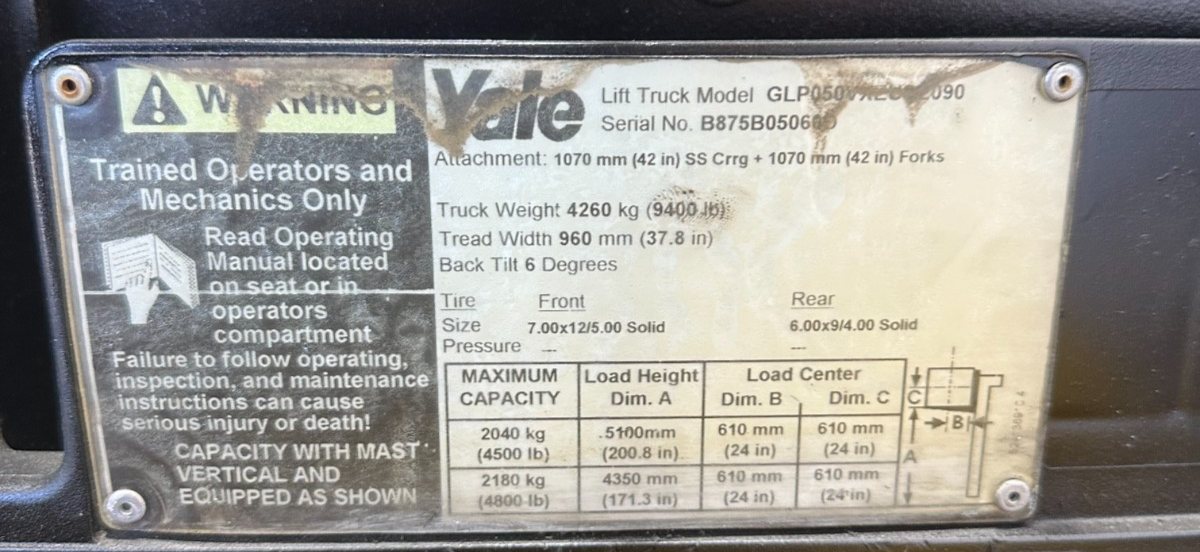 WARNING
Trained Operators and
Mechanics Only
Read Operating
Manual located
on seat or in
operators
compartment
Failure to follow operating,
inspection, and maintenance
instructions can cause
serious injury or death!
CAPACITY WITH MAST
VERTICAL AND
EQUIPPED AS SHOWN
Yale
Lift Truck Model
Serial No.
Attachment: 1070 mm (42 in) SS Crrg + 1070 mm (42 in) Forks
Truck Weight 4260 kg (9400 lb)
Tread Width 960 mm (37.8 in)
Back Tilt 6 Degrees
Tire Front Rear
Size 7.00x12/5.00 Solid 6.00x9/4.00 Solid
Pressure --- ---
MAXIMUM Load Height Load Center
CAPACITY Dim. A Dim. B Dim. C
2040 kg 5100mm 610 mm 610 mm
(4500 lb) (200.8 in) (24 in) (24 in)
2180 kg 4350 mm 610 mm 610 mm
(4800 lb) (171.3 in) (24 in) (24 in)
C
B
A